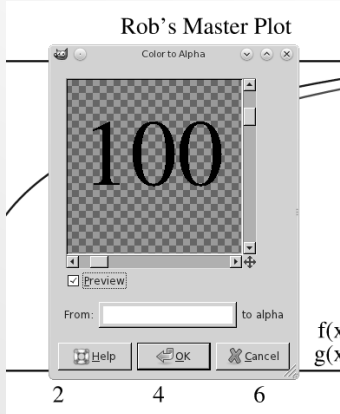 Rob's Master Plot
Color to Alpha
100
Preview
From: to alpha
Help OK Cancel
f(x
g(x
2 4 6